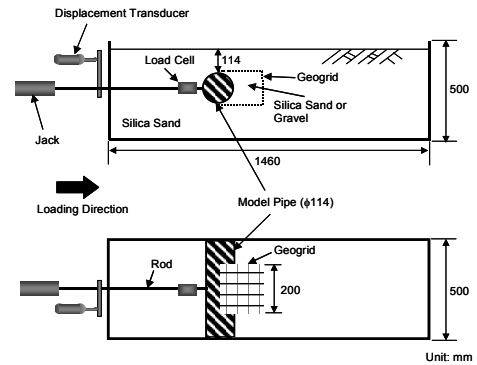 Displacement Transducer
Load Cell
114
Geogrid
Silica Sand or
Gravel
500
Silica Sand
Jack
1460
Loading Direction
Model Pipe (ϕ114)
Rod
Geogrid
200
500
Unit: mm